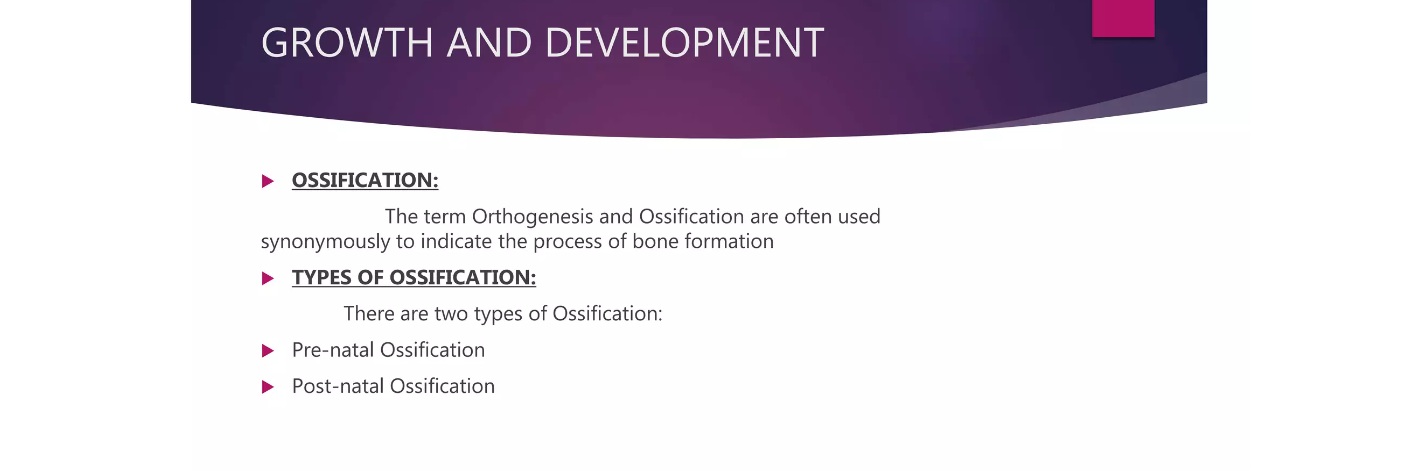 GROWTH AND DEVELOPMENT
OSSIFICATION:
The term Orthogenesis and Ossification are often used
synonymously to indicate the process of bone formation
TYPES OF OSSIFICATION:
There are two types of Ossification:
Pre-natal Ossification
Post-natal Ossification